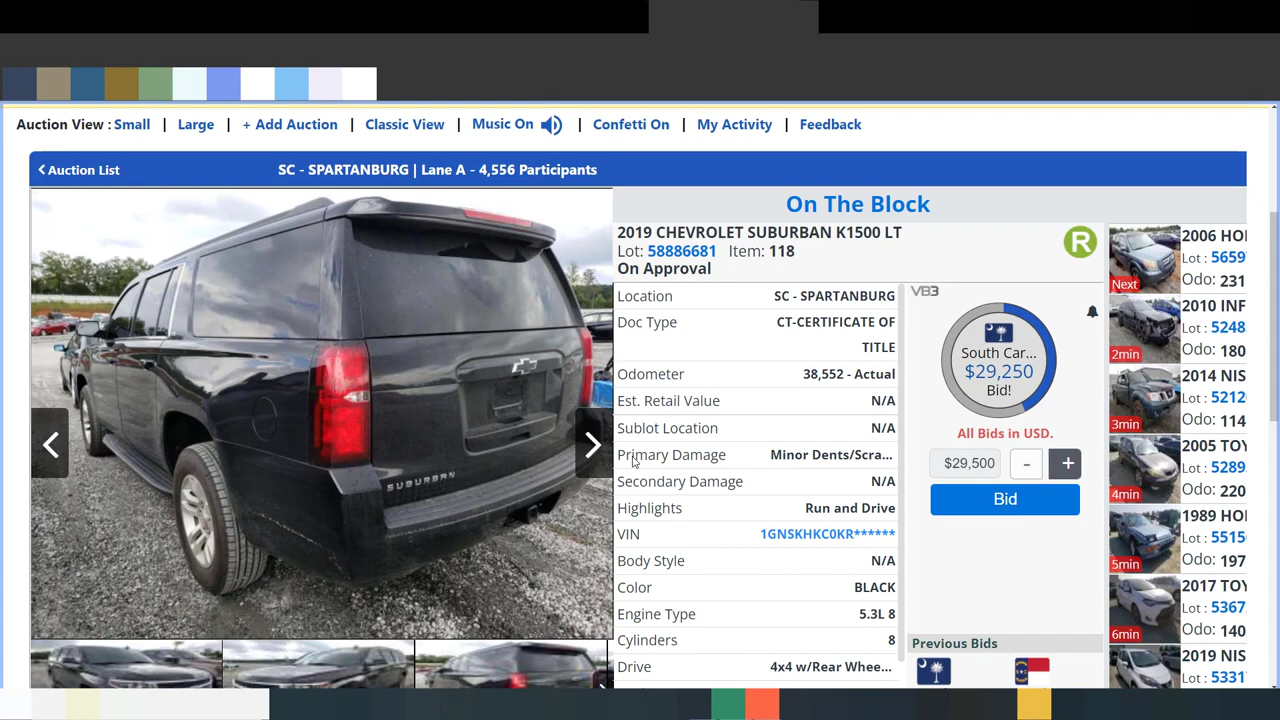 Auction View : Small | Large | + Add Auction | Classic View | Music On | Confetti On | My Activity | Feedback
Auction List
SC - SPARTANBURG | Lane A - 4,556 Participants
On The Block
2019 CHEVROLET SUBURBAN K1500 LT
Lot: 58886681 Item: 118
On Approval
R
Location SC - SPARTANBURG
Doc Type CT-CERTIFICATE OF
TITLE
Odometer 38,552 - Actual
Est. Retail Value N/A
Sublot Location N/A
Primary Damage Minor Dents/Scra...
Secondary Damage N/A
Highlights Run and Drive
VIN 1GNSKHKC0KR******
Body Style N/A
Color BLACK
Engine Type 5.3L 8
Cylinders 8
Drive 4x4 w/Rear Whee...
VB3
South Car...
$29,250
Bid!
All Bids in USD.
$29,500 - +
Bid
Previous Bids
2006 HO
Lot : 5659
Odo: 231
Next
2010 INF
Lot : 5248
Odo: 180
2min
2014 NIS
Lot : 5212
Odo: 114
3min
2005 TOY
Lot : 5289
Odo: 220
4min
1989 HO
Lot : 5515
Odo: 197
5min
2017 TOY
Lot : 5367
Odo: 140
6min
2019 NIS
Lot : 5331
SUBURBAN